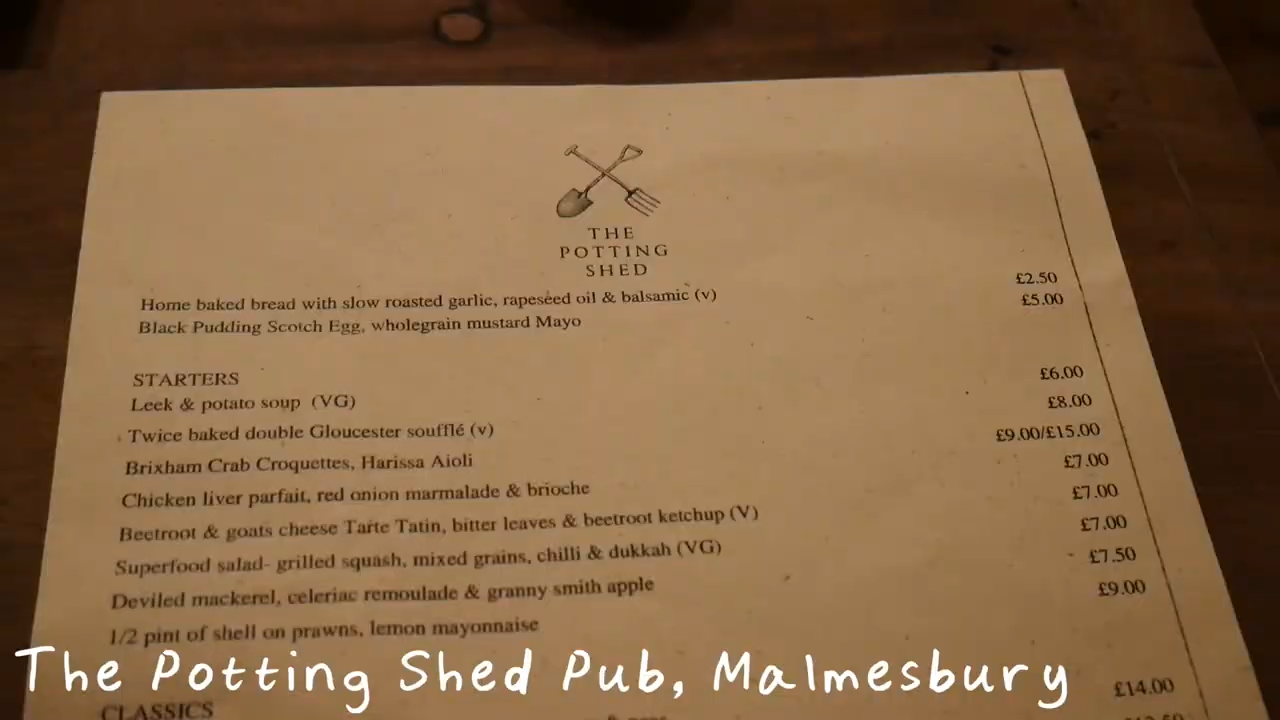 THE
POTTING
SHED
Home baked bread with slow roasted garlic, rapeseed oil & balsamic (v) £2.50
Black Pudding Scotch Egg, wholegrain mustard Mayo £5.00
STARTERS
Leek & potato soup (VG) £6.00
Twice baked double Gloucester soufflé (v) £8.00
Brixham Crab Croquettes, Harissa Aioli £9.00/£15.00
Chicken liver parfait, red onion marmalade & brioche £7.00
Beetroot & goats cheese Tarte Tatin, bitter leaves & beetroot ketchup (V) £7.00
Superfood salad- grilled squash, mixed grains, chilli & dukkah (VG) £7.00
Deviled mackerel, celeriac remoulade & granny smith apple £7.50
1/2 pint of shell on prawns, lemon mayonnaise £9.00
The Potting Shed Pub, Malmesbury
CLASSICS
£14.00